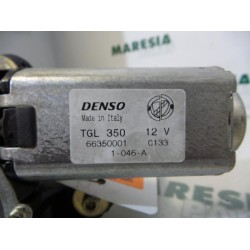 MARESIA
DENSO
Made in Italy
TGL 350 12 V
66350001 C133
1-046-A
MARESIA